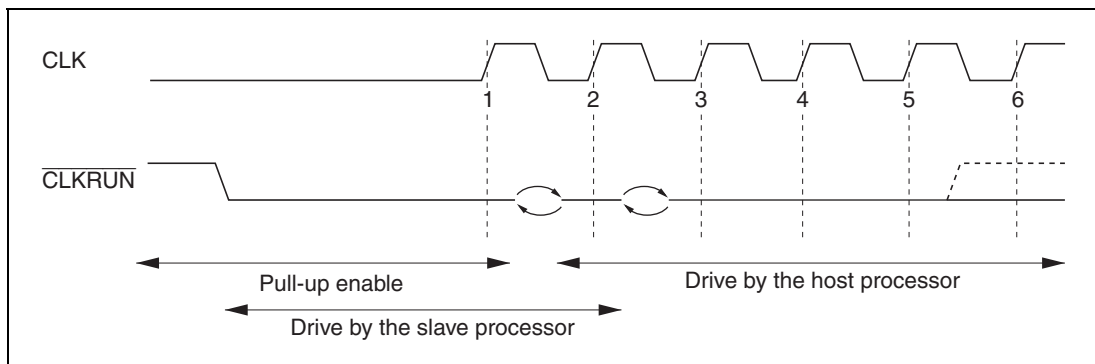 CLK
1 2 3 4 5 6
CLKRUN
Pull-up enable
Drive by the host processor
Drive by the slave processor